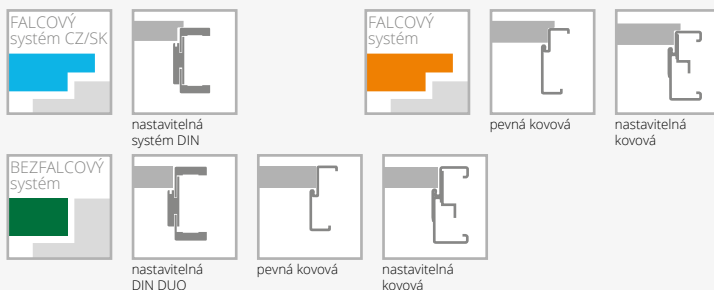 FALCOVÝ
systém CZ/SK
nastavitelná
systém DIN
FALCOVÝ
systém
pevná kovová
nastavitelná
kovová
BEZFALCOVÝ
systém
nastavitelná
DIN DUO
pevná kovová
nastavitelná
kovová